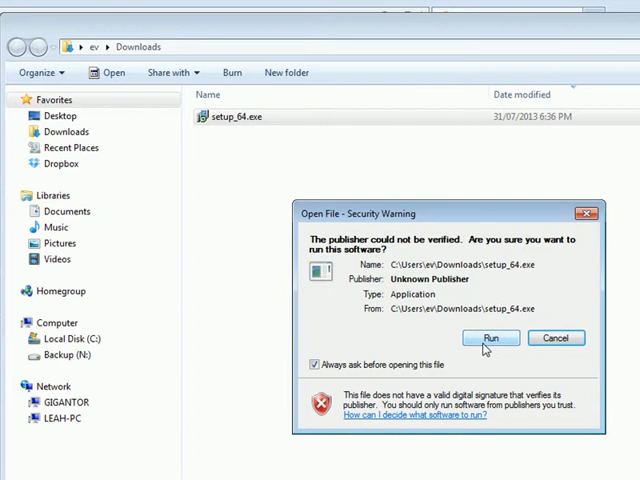 ev Downloads
Organize Open Share with Burn New folder
Favorites
Desktop
Downloads
Recent Places
Dropbox
Libraries
Documents
Music
Pictures
Videos
Homegroup
Computer
Local Disk (C:)
Backup (N:)
Network
GIGANTOR
LEAH-PC
Name Date modified
setup_64.exe 31/07/2013 6:36 PM
Open File - Security Warning
The publisher could not be verified. Are you sure you want to
run this software?
Name: C:\Users\ev\Downloads\setup_64.exe
Publisher: Unknown Publisher
Type: Application
From: C:\Users\ev\Downloads\setup_64.exe
Run Cancel
Always ask before opening this file
This file does not have a valid digital signature that verifies its
publisher. You should only run software from publishers you trust.
How can I decide what software to run?